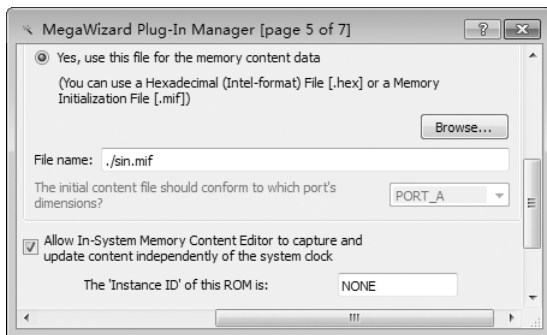 MegaWizard Plug-In Manager [page 5 of 7]
Yes, use this file for the memory content data
(You can use a Hexadecimal (Intel-format) File [.hex] or a Memory
Initialization File [.mif])
Browse...
File name: ./sin.mif
The initial content file should conform to which port's
dimensions?
PORT_A
Allow In-System Memory Content Editor to capture and
update content independently of the system clock
The 'Instance ID' of this ROM is: NONE